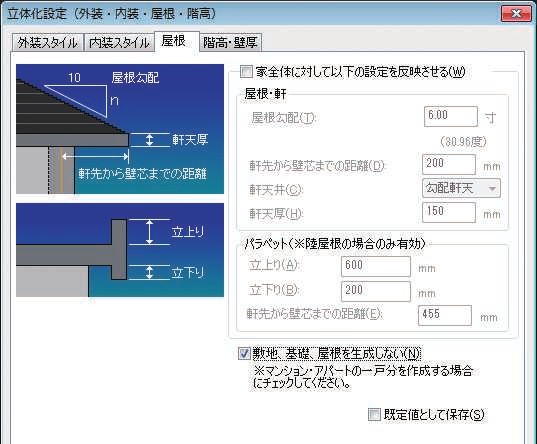 立体化設定（外装・内装・屋根・階高）
外装スタイル 内装スタイル 屋根 階高・壁厚
10 屋根勾配
n
軒天厚
軒先から壁芯までの距離
立上り
立下り
家全体に対して以下の設定を反映させる(W)
屋根・軒
屋根勾配(T): 6.00 寸
(30.96度)
軒先から壁芯までの距離(D): 200 mm
軒天井(C): 勾配軒天
軒天厚(H): 150 mm
パラペット(※陸屋根の場合のみ有効)
立上り(A): 600 mm
立下り(B): 200 mm
軒先から壁芯までの距離(E): 455 mm
敷地、基礎、屋根を生成しない(N)
※マンション・アパートの一戸分を作成する場合
にチェックしてください。
既定値として保存(S)